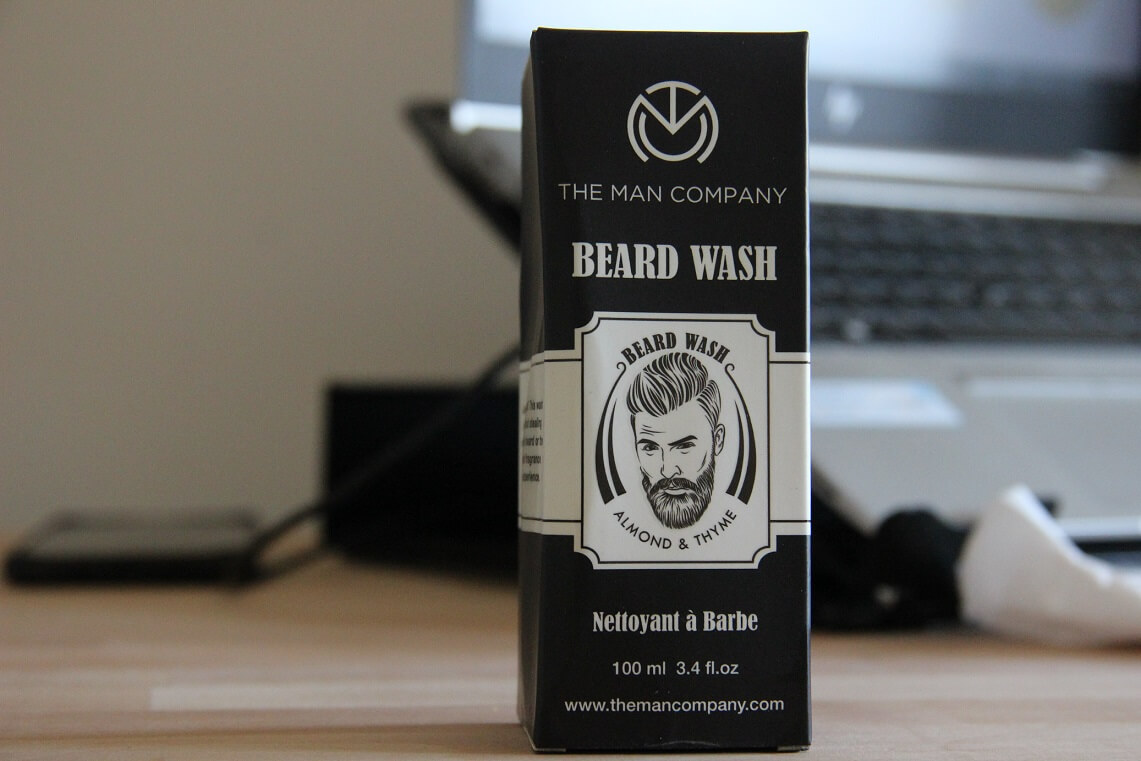 THE MAN COMPANY
BEARD WASH
BEARD WASH
ALMOND & THYME
Nettoyant à Barbe
100 ml 3.4 fl.oz
www.themancompany.com